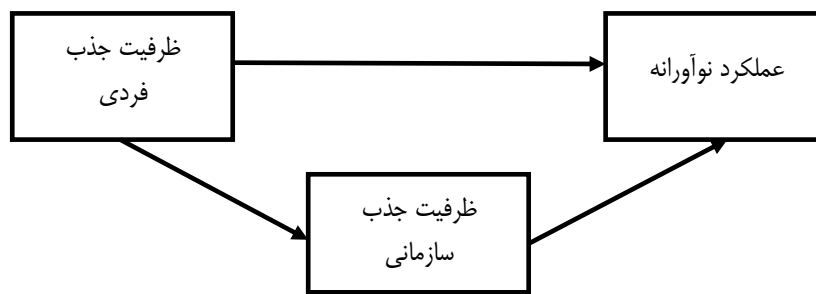 ظرفیت جذب
فردی
عملکرد نوآورانه
ظرفیت جذب
سازمانی